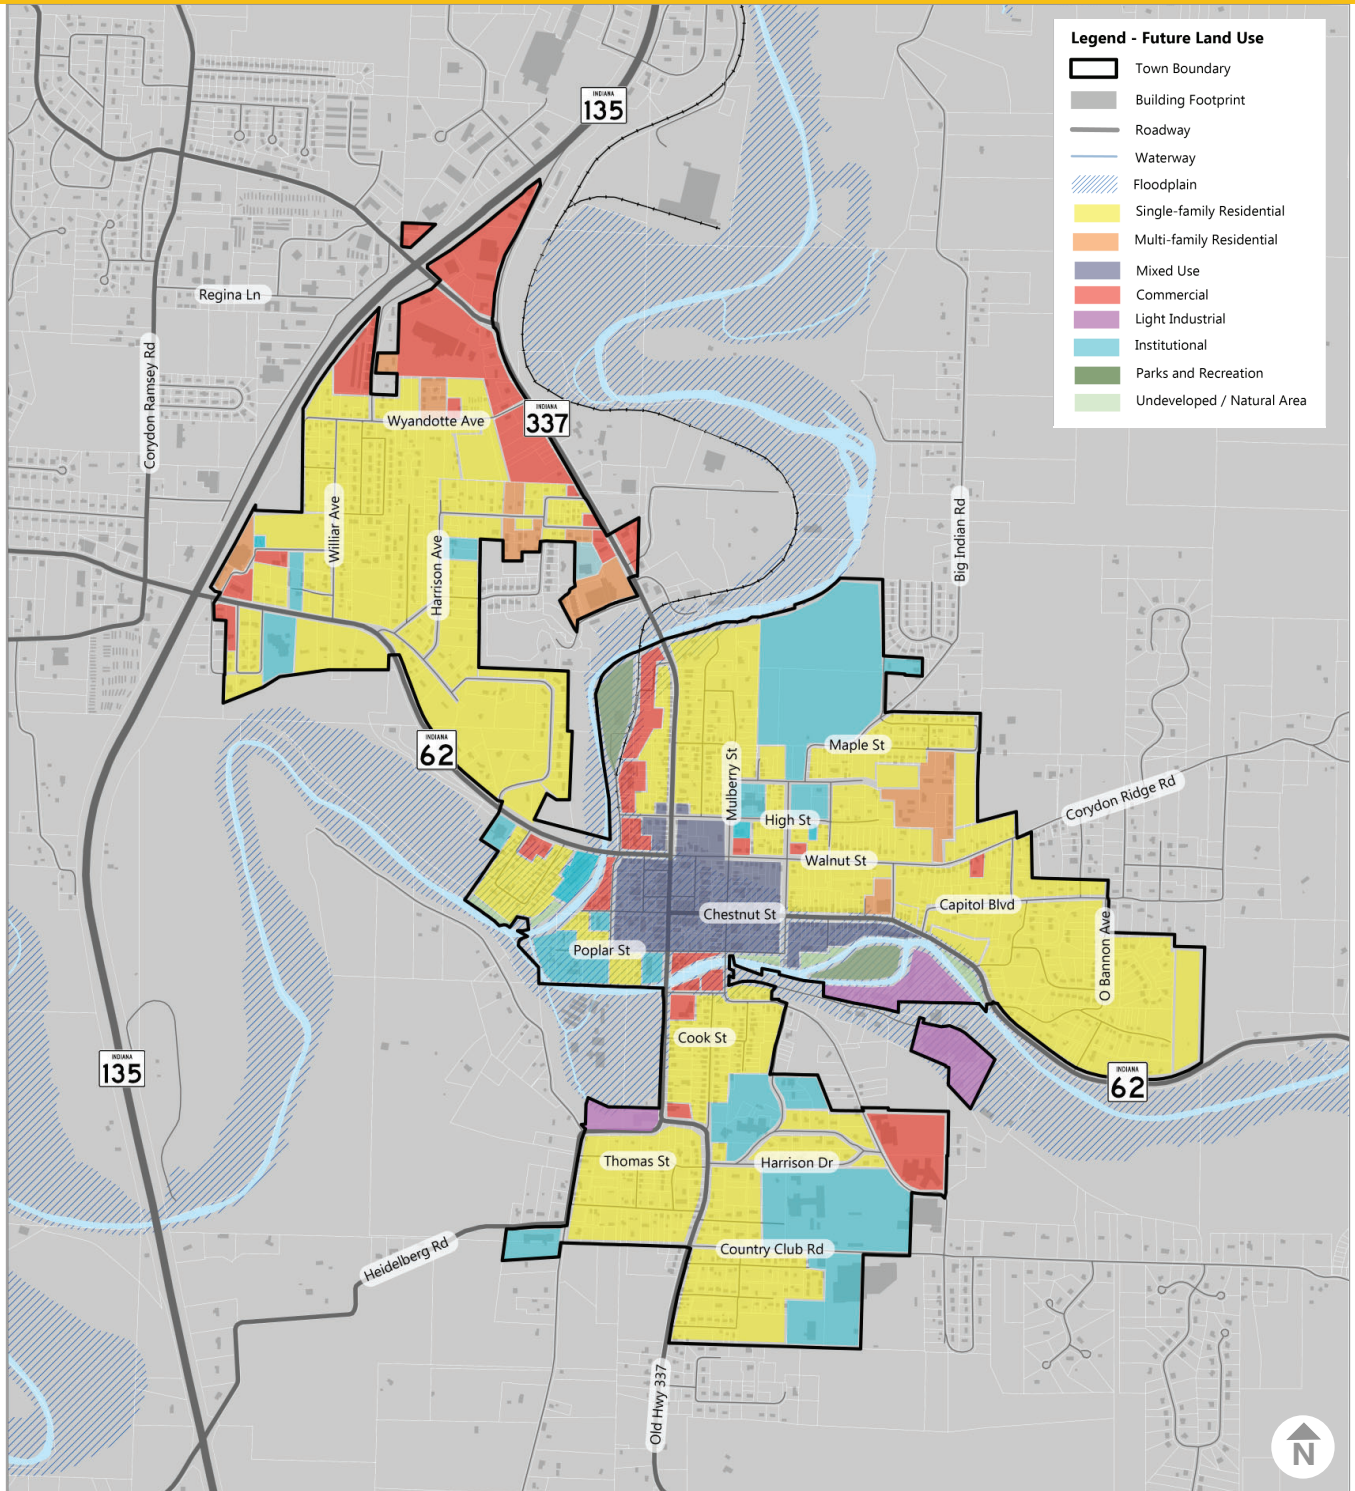 Legend - Future Land Use
Town Boundary
Building Footprint
Roadway
Waterway
Floodplain
Single-family Residential
Multi-family Residential
Mixed Use
Commercial
Light Industrial
Institutional
Parks and Recreation
Undeveloped / Natural Area
INDIANA
135
Regina Ln
Corydon Ramsey Rd
INDIANA
337
Wyandotte Ave
Williar Ave
Harrison Ave
Big Indian Rd
INDIANA
62
Maple St
Mulberry St
Corydon Ridge Rd
High St
Walnut St
Capitol Blvd
Chestnut St
Poplar St
O Bannon Ave
Cook St
INDIANA
135
INDIANA
62
Thomas St
Harrison Dr
Country Club Rd
Heidelberg Rd
Old Hwy 337
N